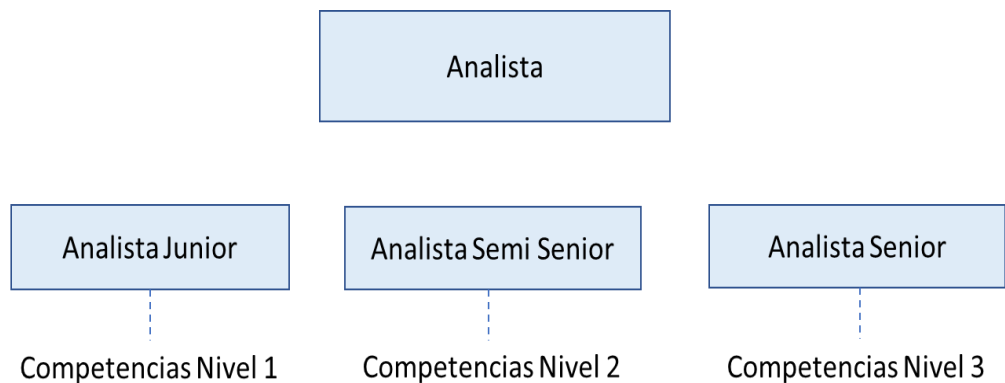 Analista
Analista Junior
Analista Semi Senior
Analista Senior
Competencias Nivel 1
Competencias Nivel 2
Competencias Nivel 3